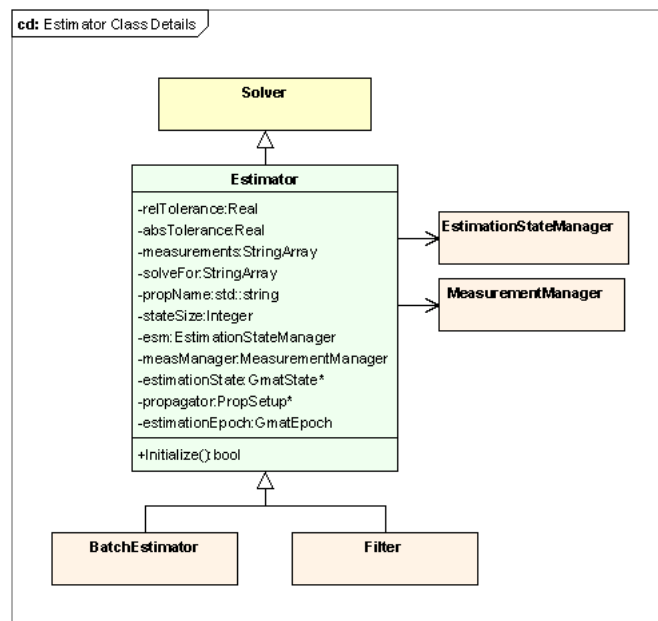 cd: Estimator Class Details
Solver
Estimator
-relTolerance:Real
-absTolerance:Real
-measurements:StringArray
-solveFor:StringArray
-propName:std::string
-stateSize:Integer
-esm:EstimationStateManager
-measManager:MeasurementManager
-estimationState:GmatState*
-propagator:PropSetup*
-estimationEpoch:GmatEpoch
+Initialize():bool
EstimationStateManager
MeasurementManager
BatchEstimator
Filter